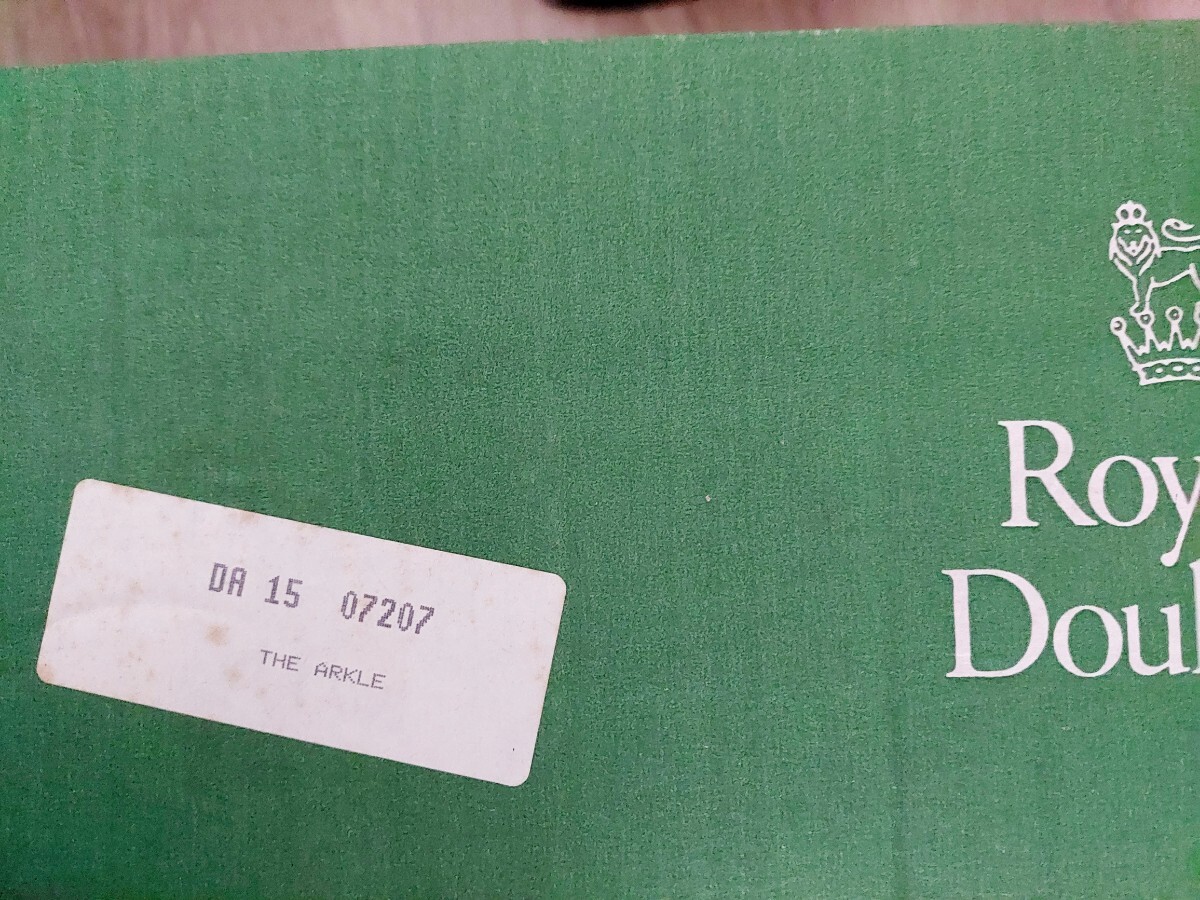 Roy
Doul
DA 15 07207
THE ARKLE